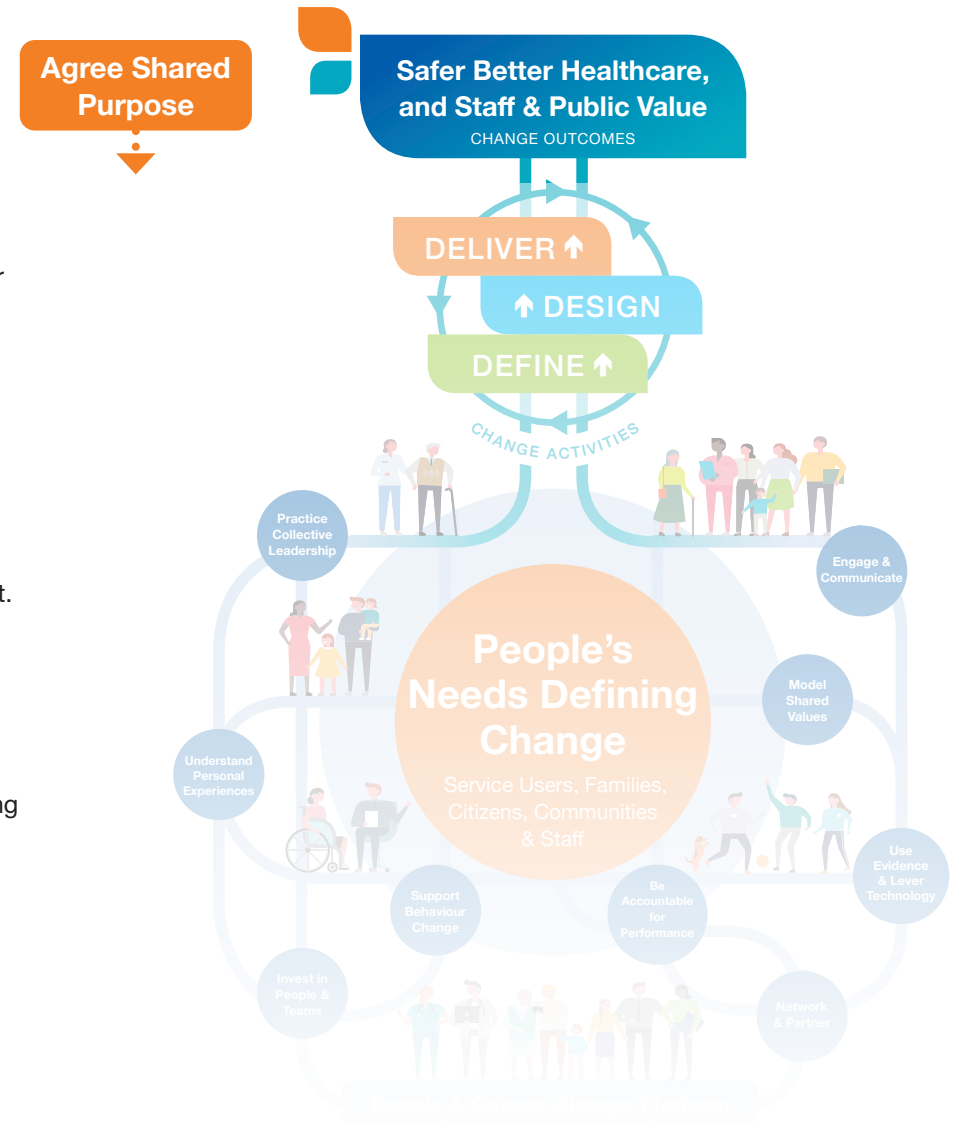 Agree Shared
Purpose
Safer Better Healthcare,
and Staff & Public Value
CHANGE OUTCOMES
DELIVER
DESIGN
DEFINE
CHANGE ACTIVITIES
Practice
Collective
Leadership
Engage &
Communicate
t.
People's
Needs Defining
Change
Service Users, Families,
Citizens, Communities
& Staff
Model
Shared
Values
Understand
Personal
Experiences
ng
Use
Evidence
& Lever
Technology
Support
Behaviour
Change
Be
Accountable
for
Performance
Invest in
People &
Teams
Network
& Partner